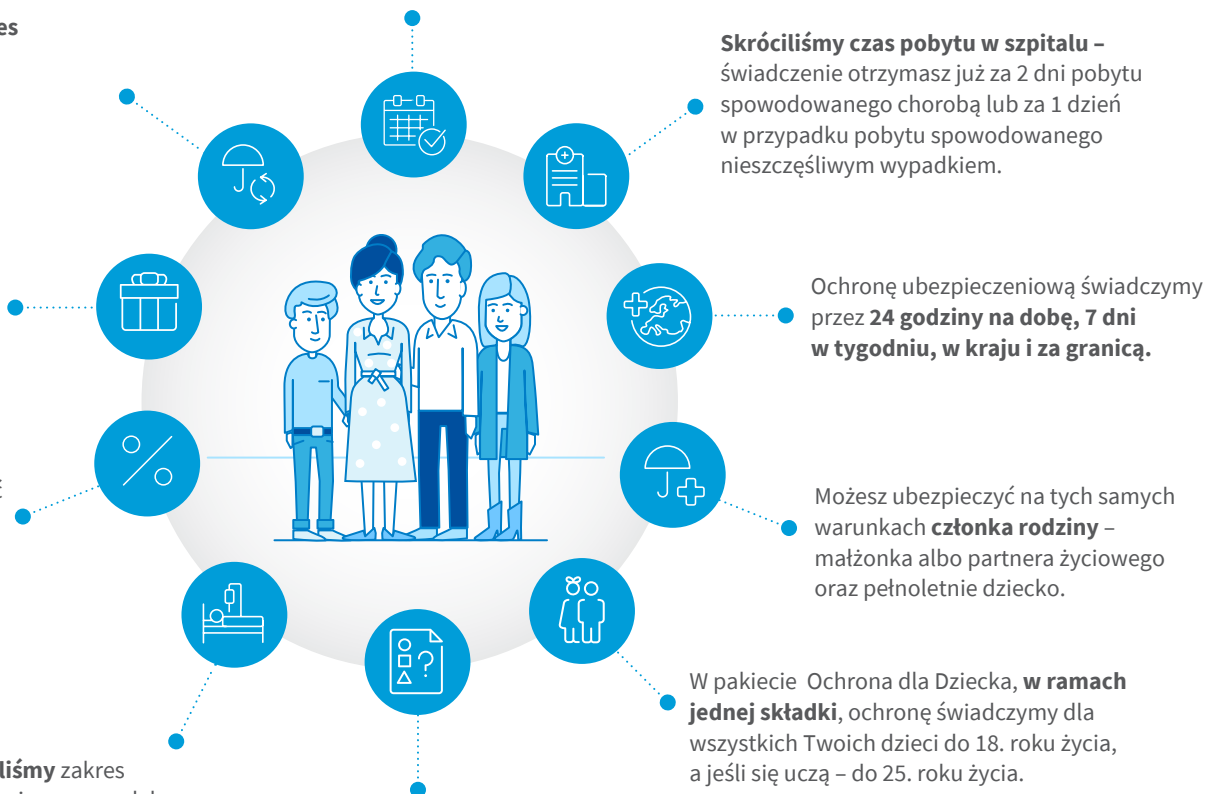 es
Skróciliśmy czas pobytu w szpitalu –
świadczenie otrzymasz już za 2 dni pobytu
spowodowanego chorobą lub za 1 dzień
w przypadku pobytu spowodowanego
nieszczęśliwym wypadkiem.
Ochronę ubezpieczeniową świadczymy
przez 24 godziny na dobę, 7 dni
w tygodniu, w kraju i za granicą.
Możesz ubezpieczyć na tych samych
warunkach członka rodziny –
małżonka albo partnera życiowego
oraz pełnoletnie dziecko.
W pakiecie Ochrona dla Dziecka, w ramach
jednej składki, ochronę świadczymy dla
wszystkich Twoich dzieci do 18. roku życia,
a jeśli się uczą – do 25. roku życia.
liśmy zakres